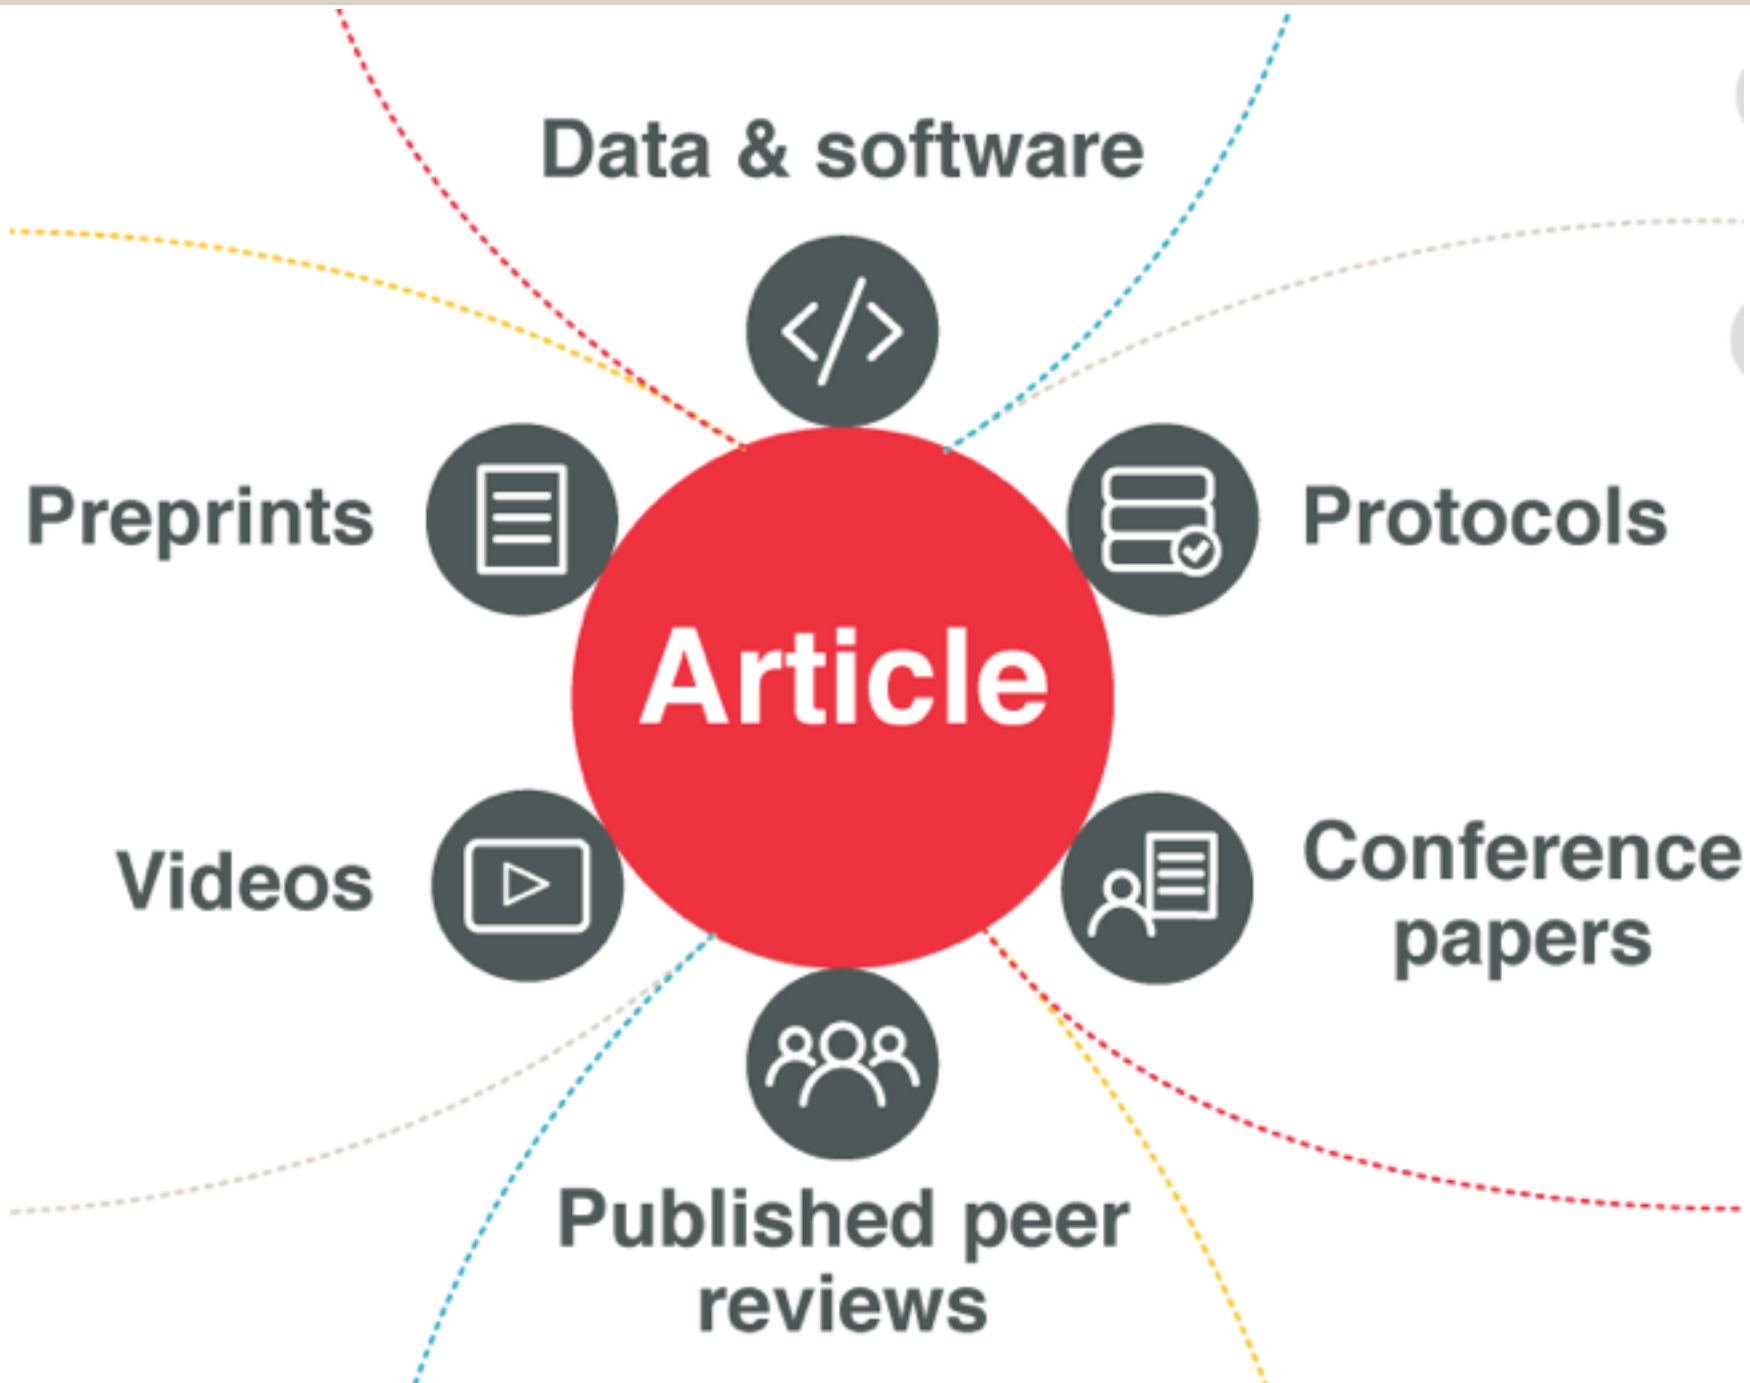 Data & software
Preprints
Protocols
Article
Videos
Conference
papers
Published peer
reviews